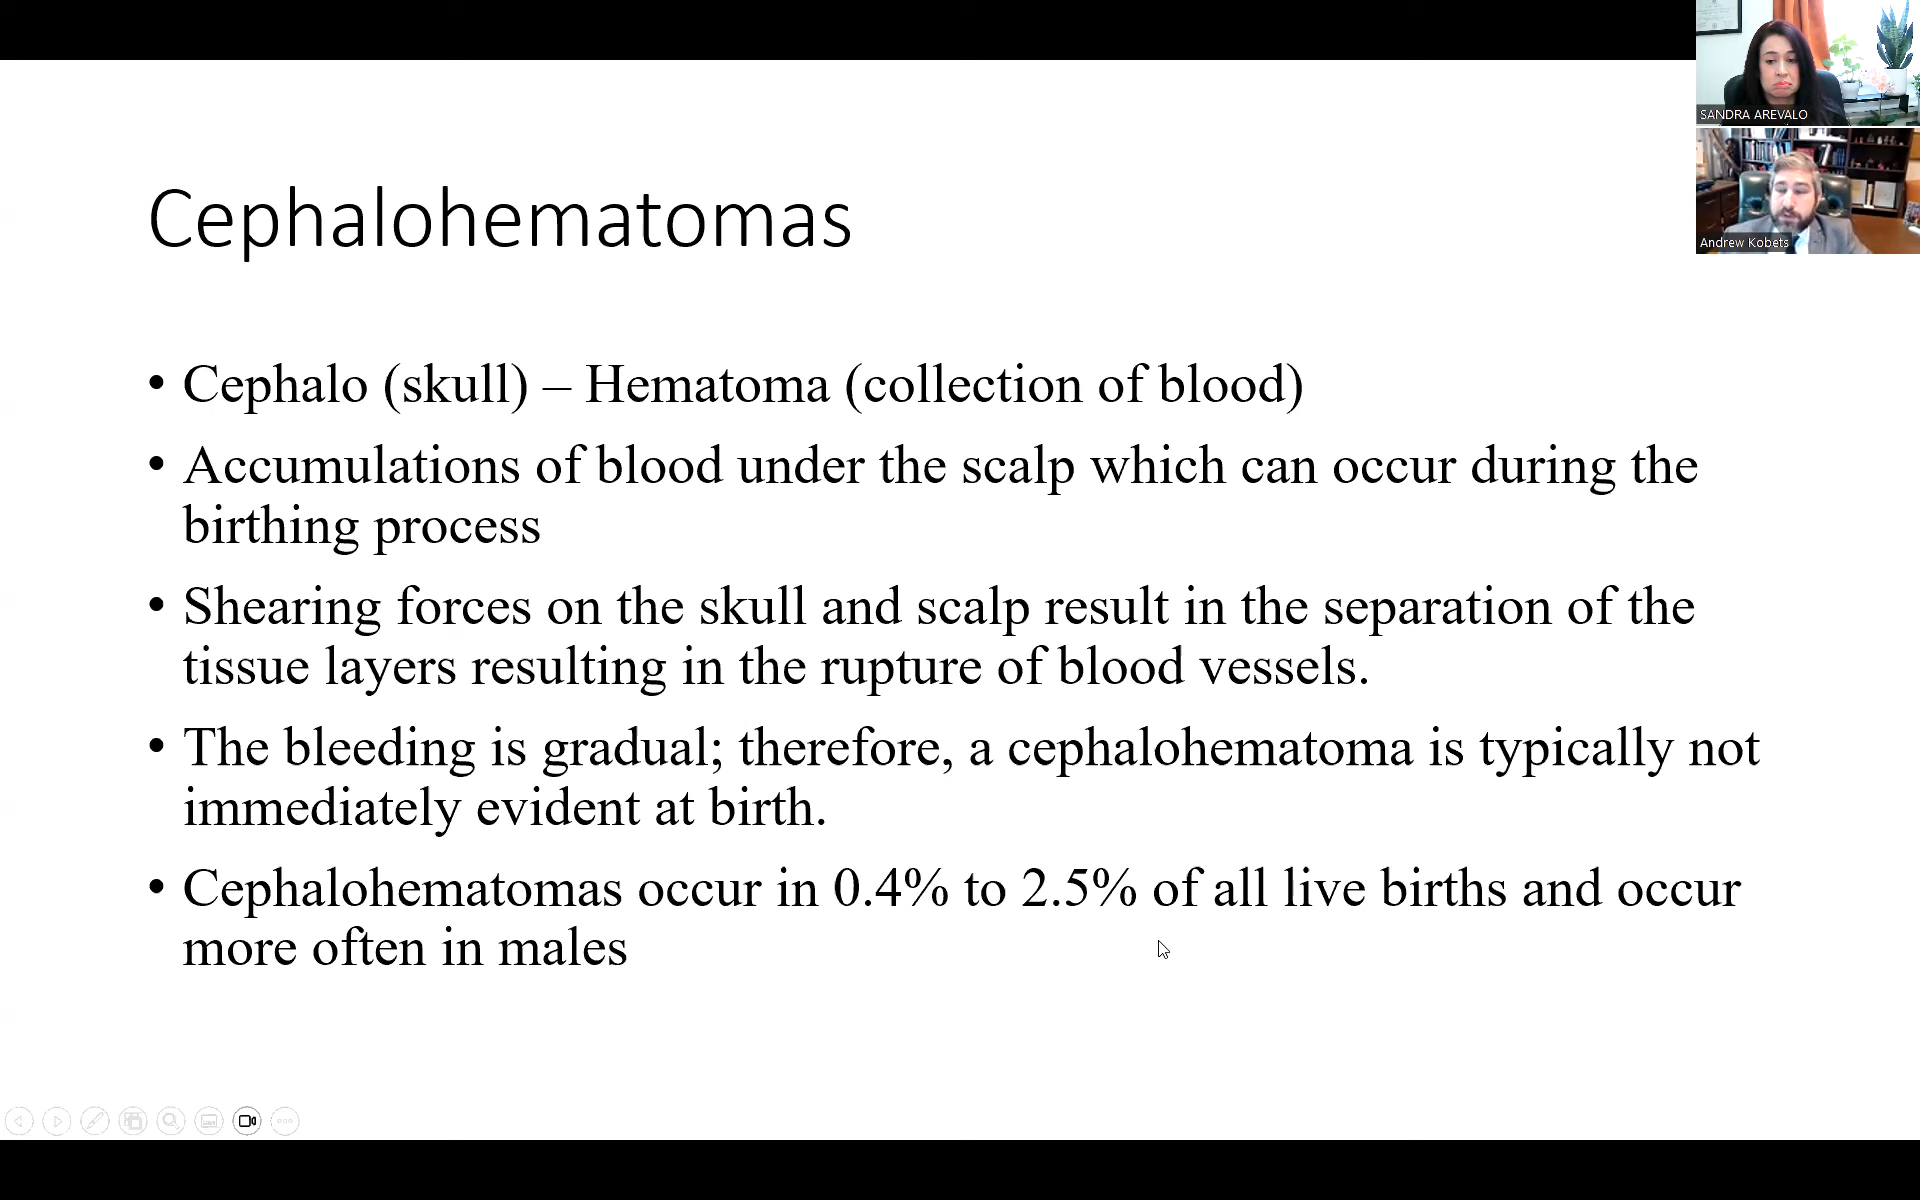 SANDRA AREVALO
Andrew Kobets
Cephalohematomas
• Cephalo (skull) – Hematoma (collection of blood)
• Accumulations of blood under the scalp which can occur during the
birthing process
• Shearing forces on the skull and scalp result in the separation of the
tissue layers resulting in the rupture of blood vessels.
• The bleeding is gradual; therefore, a cephalohematoma is typically not
immediately evident at birth.
• Cephalohematomas occur in 0.4% to 2.5% of all live births and occur
more often in males